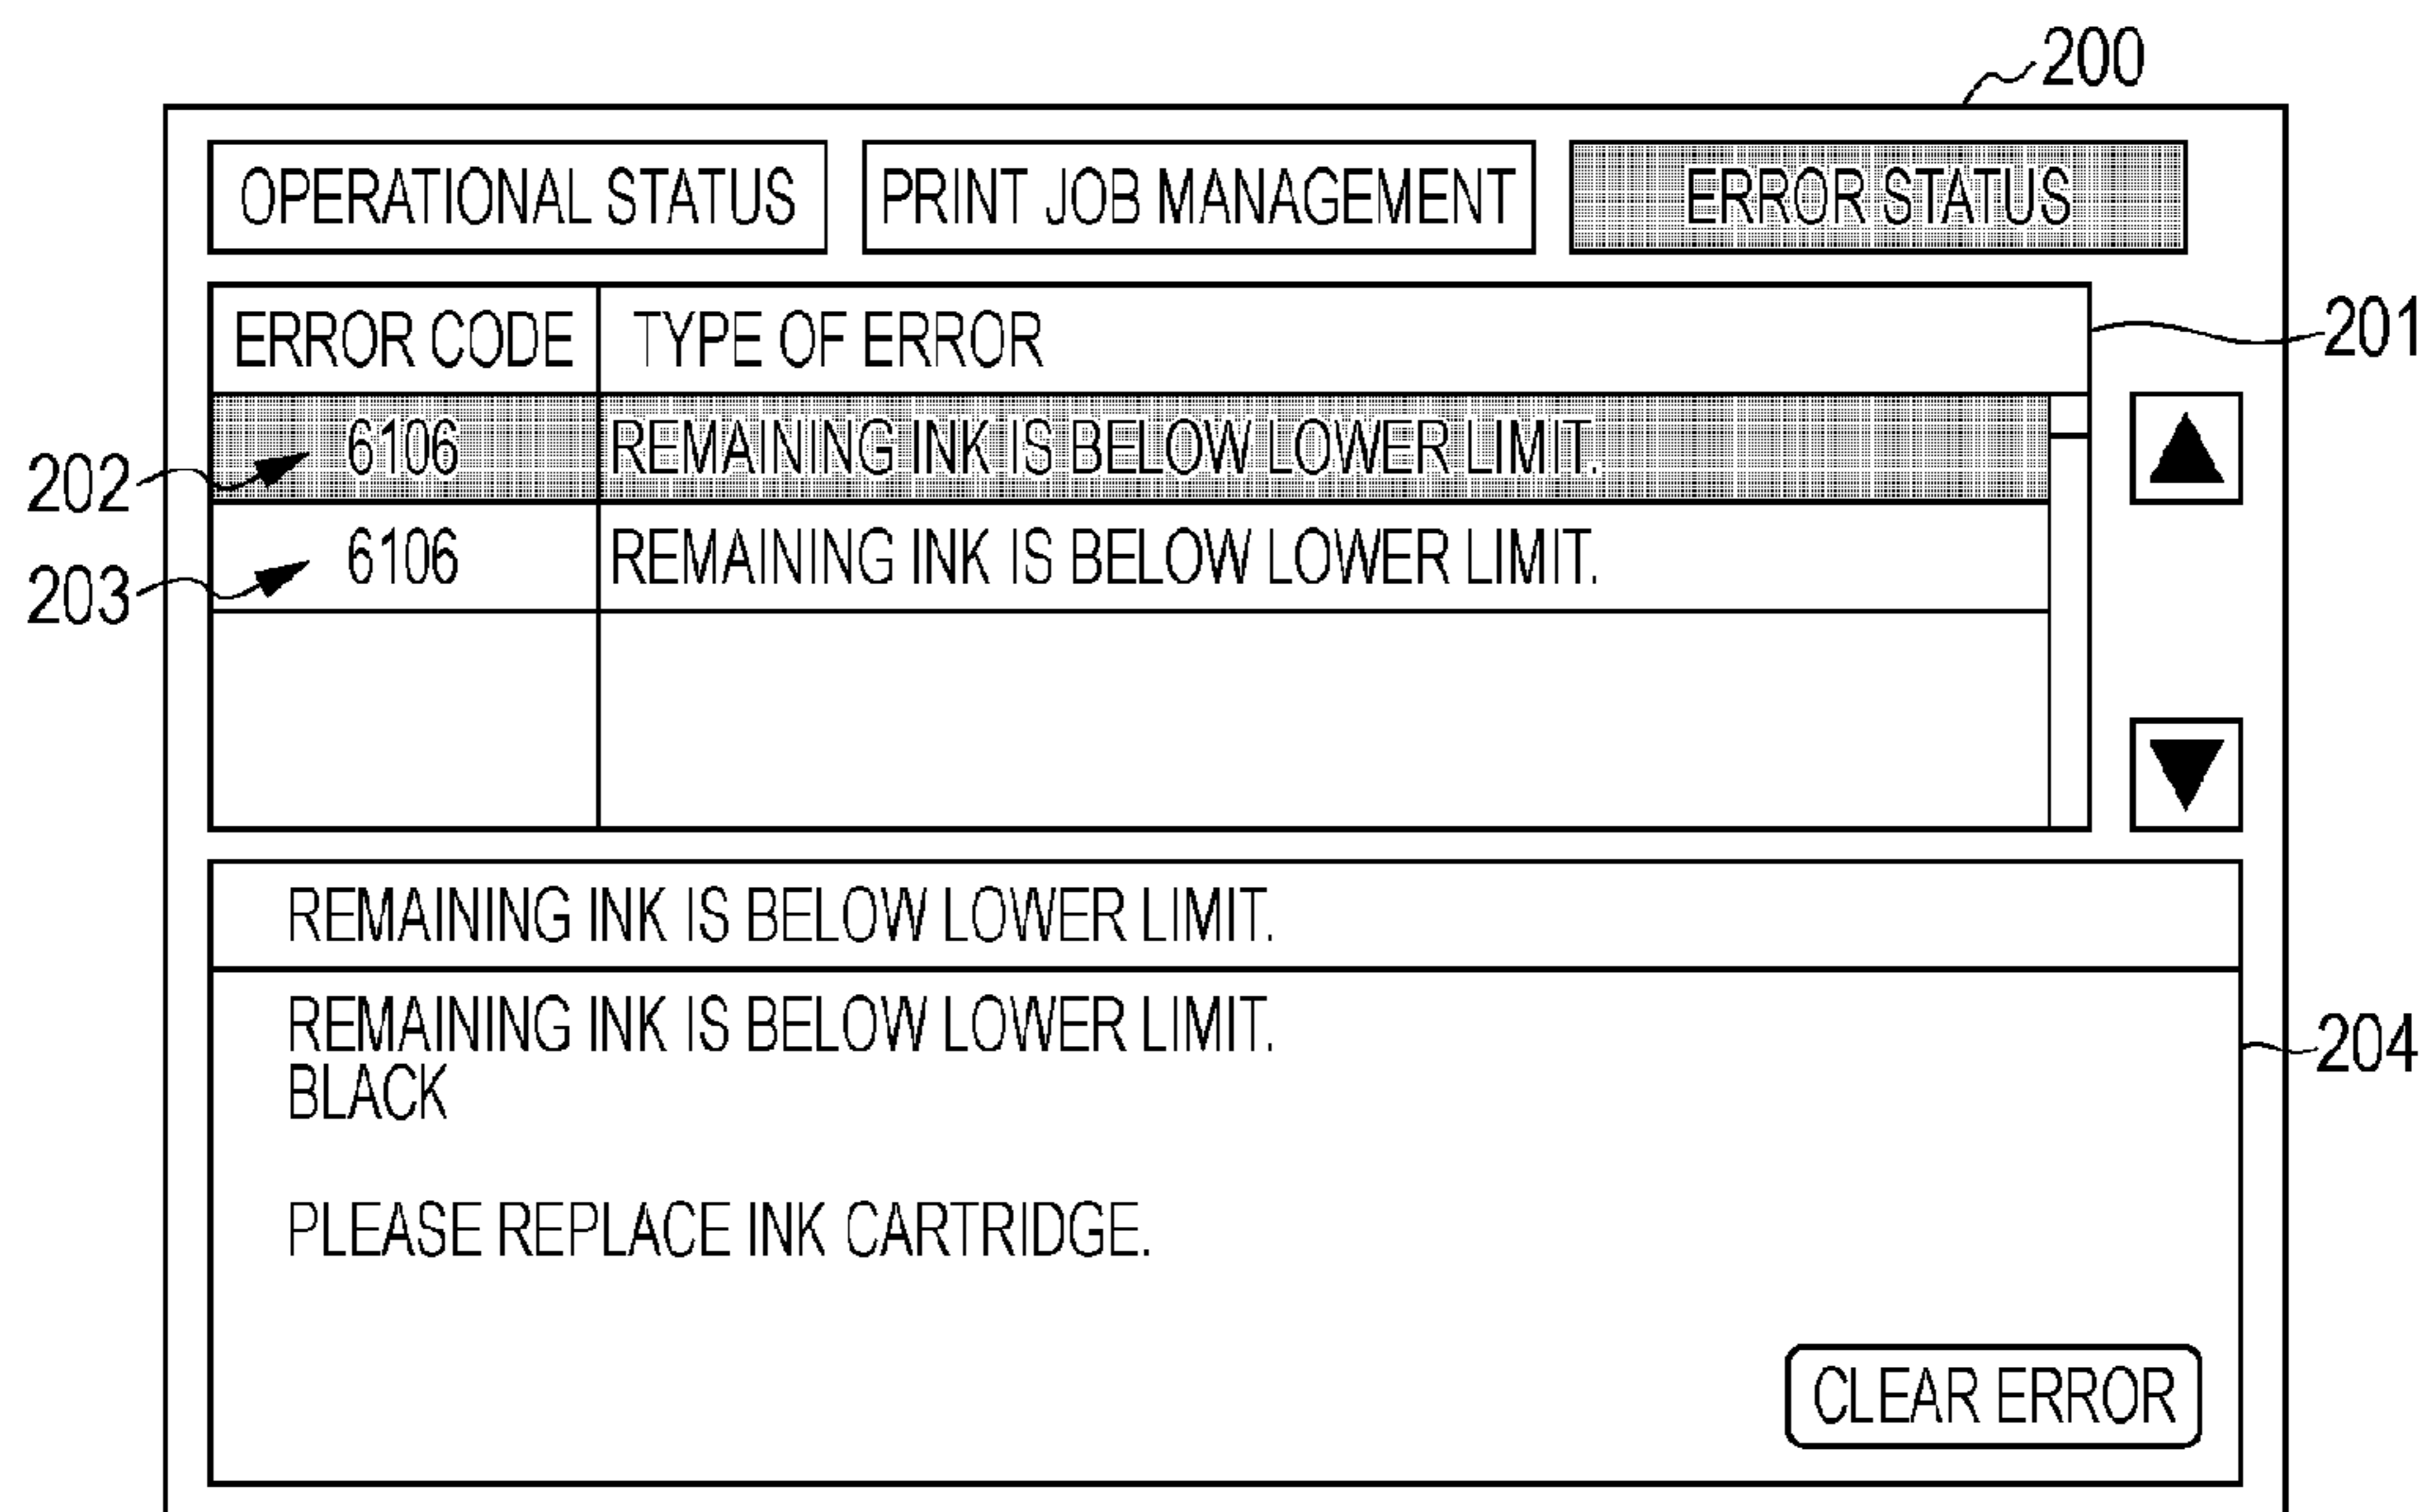 200
OPERATIONAL STATUS PRINT JOB MANAGEMENT ERROR STATUS
ERROR CODE TYPE OF ERROR 201
202 6106 REMAINING INK IS BELOW LOWER LIMIT.
203 6106 REMAINING INK IS BELOW LOWER LIMIT.
REMAINING INK IS BELOW LOWER LIMIT.
REMAINING INK IS BELOW LOWER LIMIT.
204
BLACK
PLEASE REPLACE INK CARTRIDGE.
CLEAR ERROR